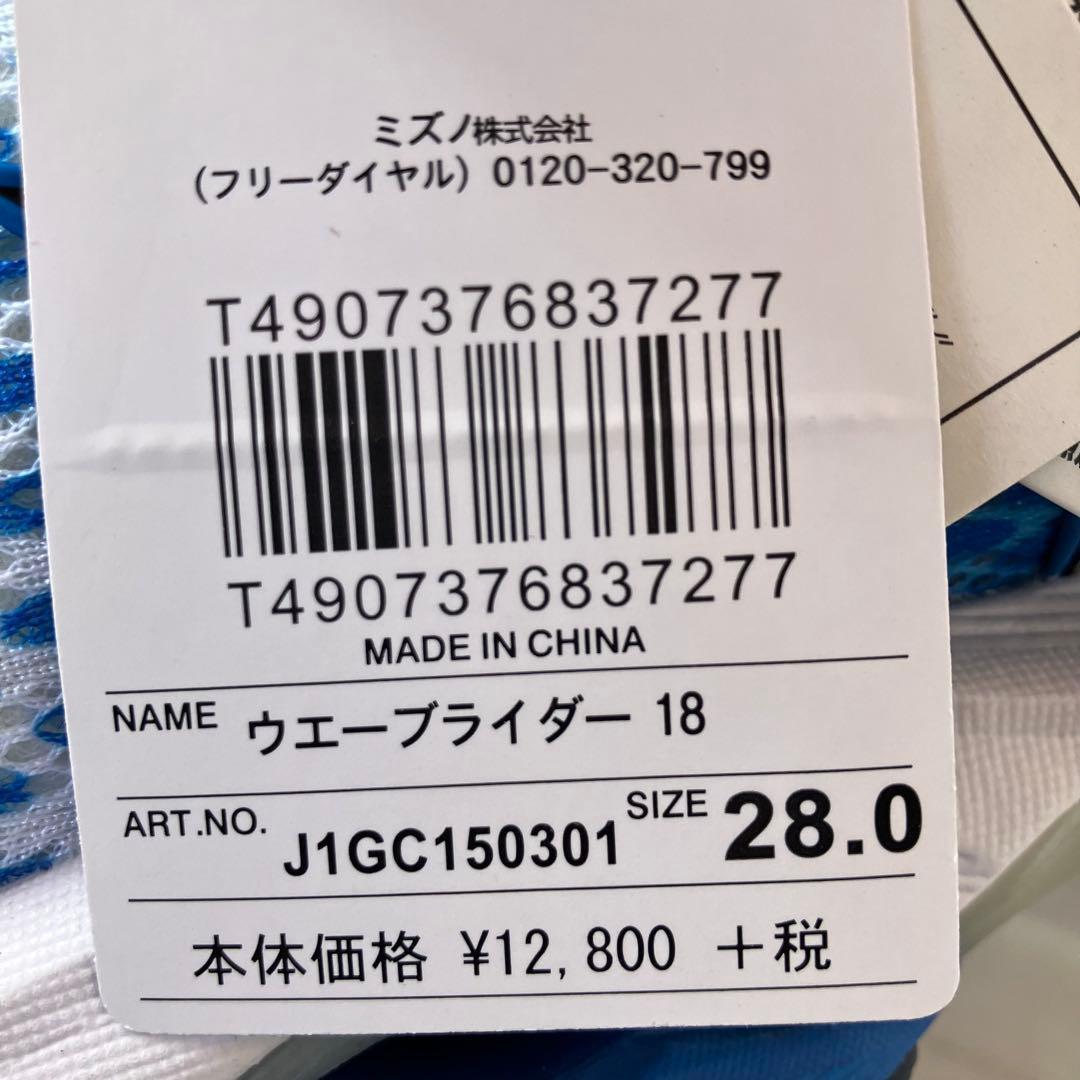 ミズノ株式会社
(フリーダイヤル) 0120-320-799
T4907376837277
T4907376837277
MADE IN CHINA
NAME ウエーブライダー 18
ART.NO. J1GC150301 SIZE 28.0
本体価格 ¥12,800 +税